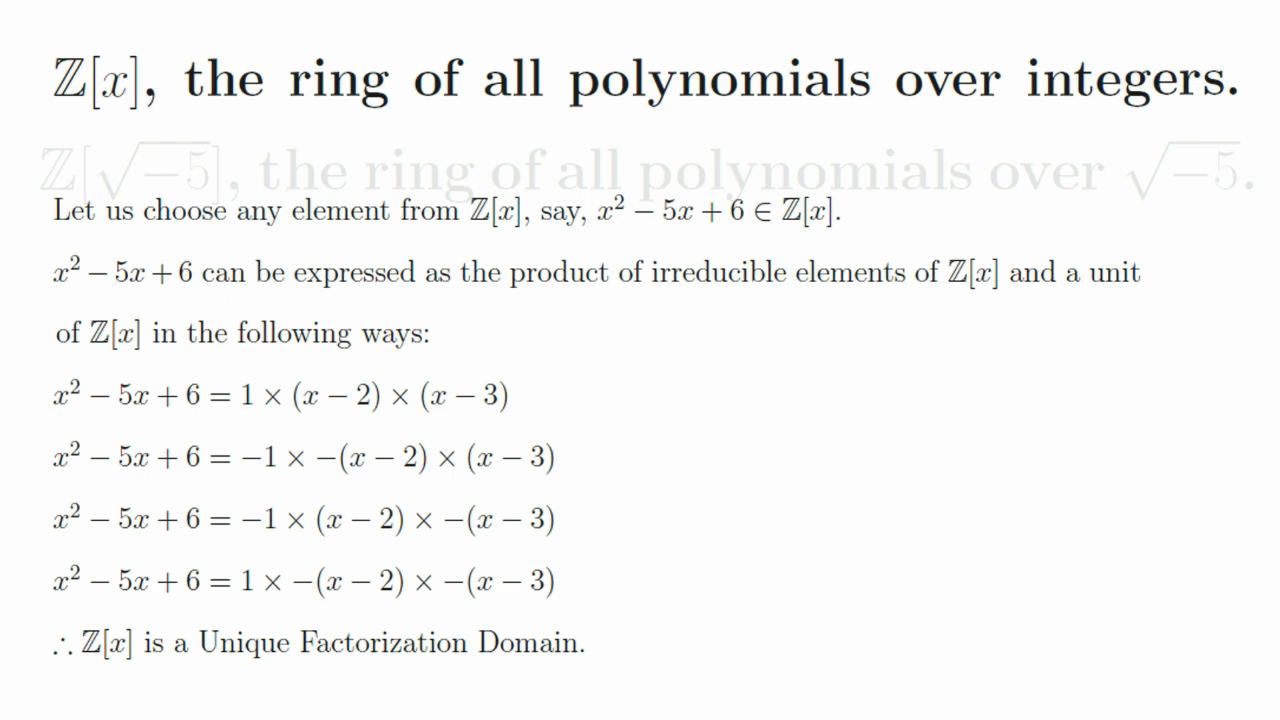 ℤ[x], the ring of all polynomials over integers.
ℤ[√−5], the ring of all polynomials over √−5.
Let us choose any element from ℤ[x], say, x² − 5x + 6 ∈ ℤ[x].
x² − 5x + 6 can be expressed as the product of irreducible elements of ℤ[x] and a unit
of ℤ[x] in the following ways:
x² − 5x + 6 = 1 × (x − 2) × (x − 3)
x² − 5x + 6 = −1 × −(x − 2) × (x − 3)
x² − 5x + 6 = −1 × (x − 2) × −(x − 3)
x² − 5x + 6 = 1 × −(x − 2) × −(x − 3)
∴ ℤ[x] is a Unique Factorization Domain.